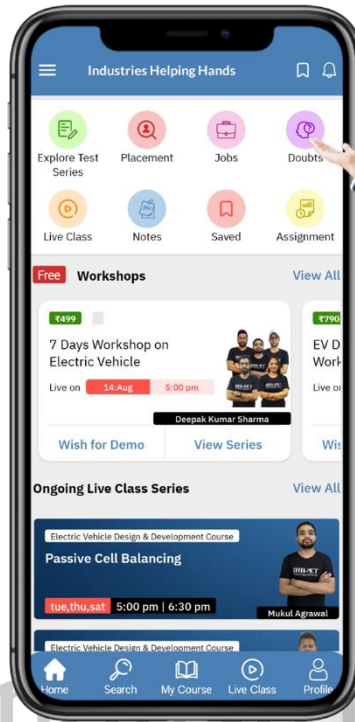 Industries Helping Hands
Explore Test
Series
Placement
Jobs
Doubts
Live Class
Notes
Saved
Assignment
Free Workshops
View All
₹499
7 Days Workshop on
Electric Vehicle
Live on 14:Aug 5:00 pm
Deepak Kumar Sharma
Wish for Demo
View Series
₹790
EV D
Work
Live o
Wis
Ongoing Live Class Series
View All
Electric Vehicle Design & Development Course
Passive Cell Balancing
tue,thu,sat 5:00 pm | 6:30 pm
Mukul Agrawal
Electric Vehicle Design & Development Course
Home
Search
My Course
Live Class
Profile